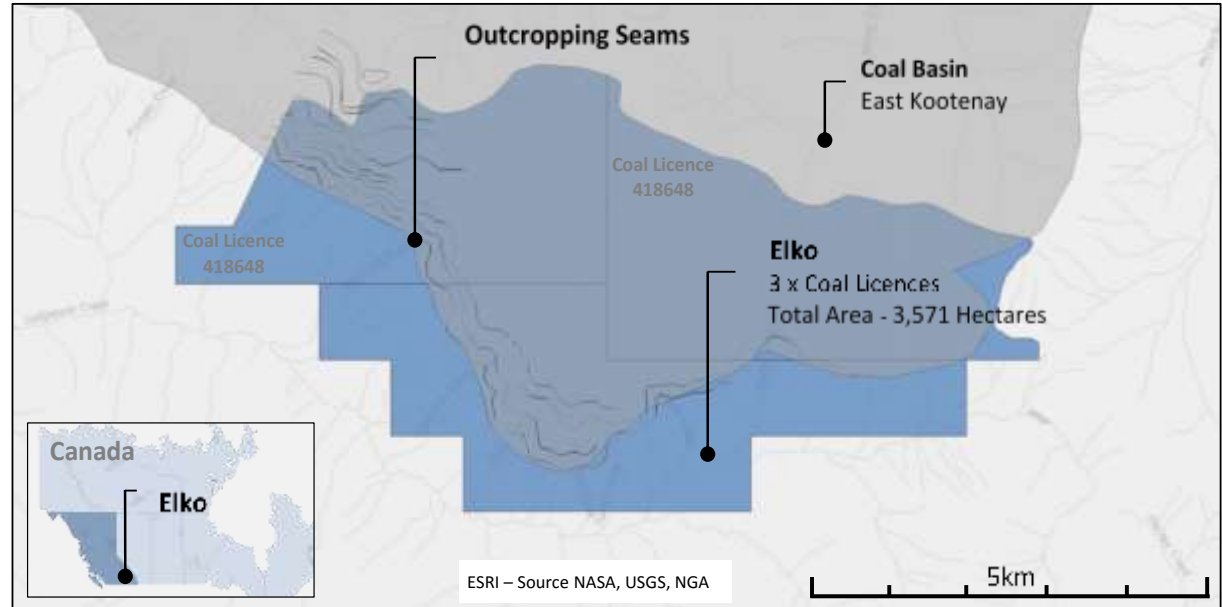 Outcropping Seams
Coal Basin
East Kootenay
Coal Licence
418648
Coal Licence
418648
Elko
3 x Coal Licences
Total Area - 3,571 Hectares
Canada
Elko
ESRI – Source NASA, USGS, NGA
5km